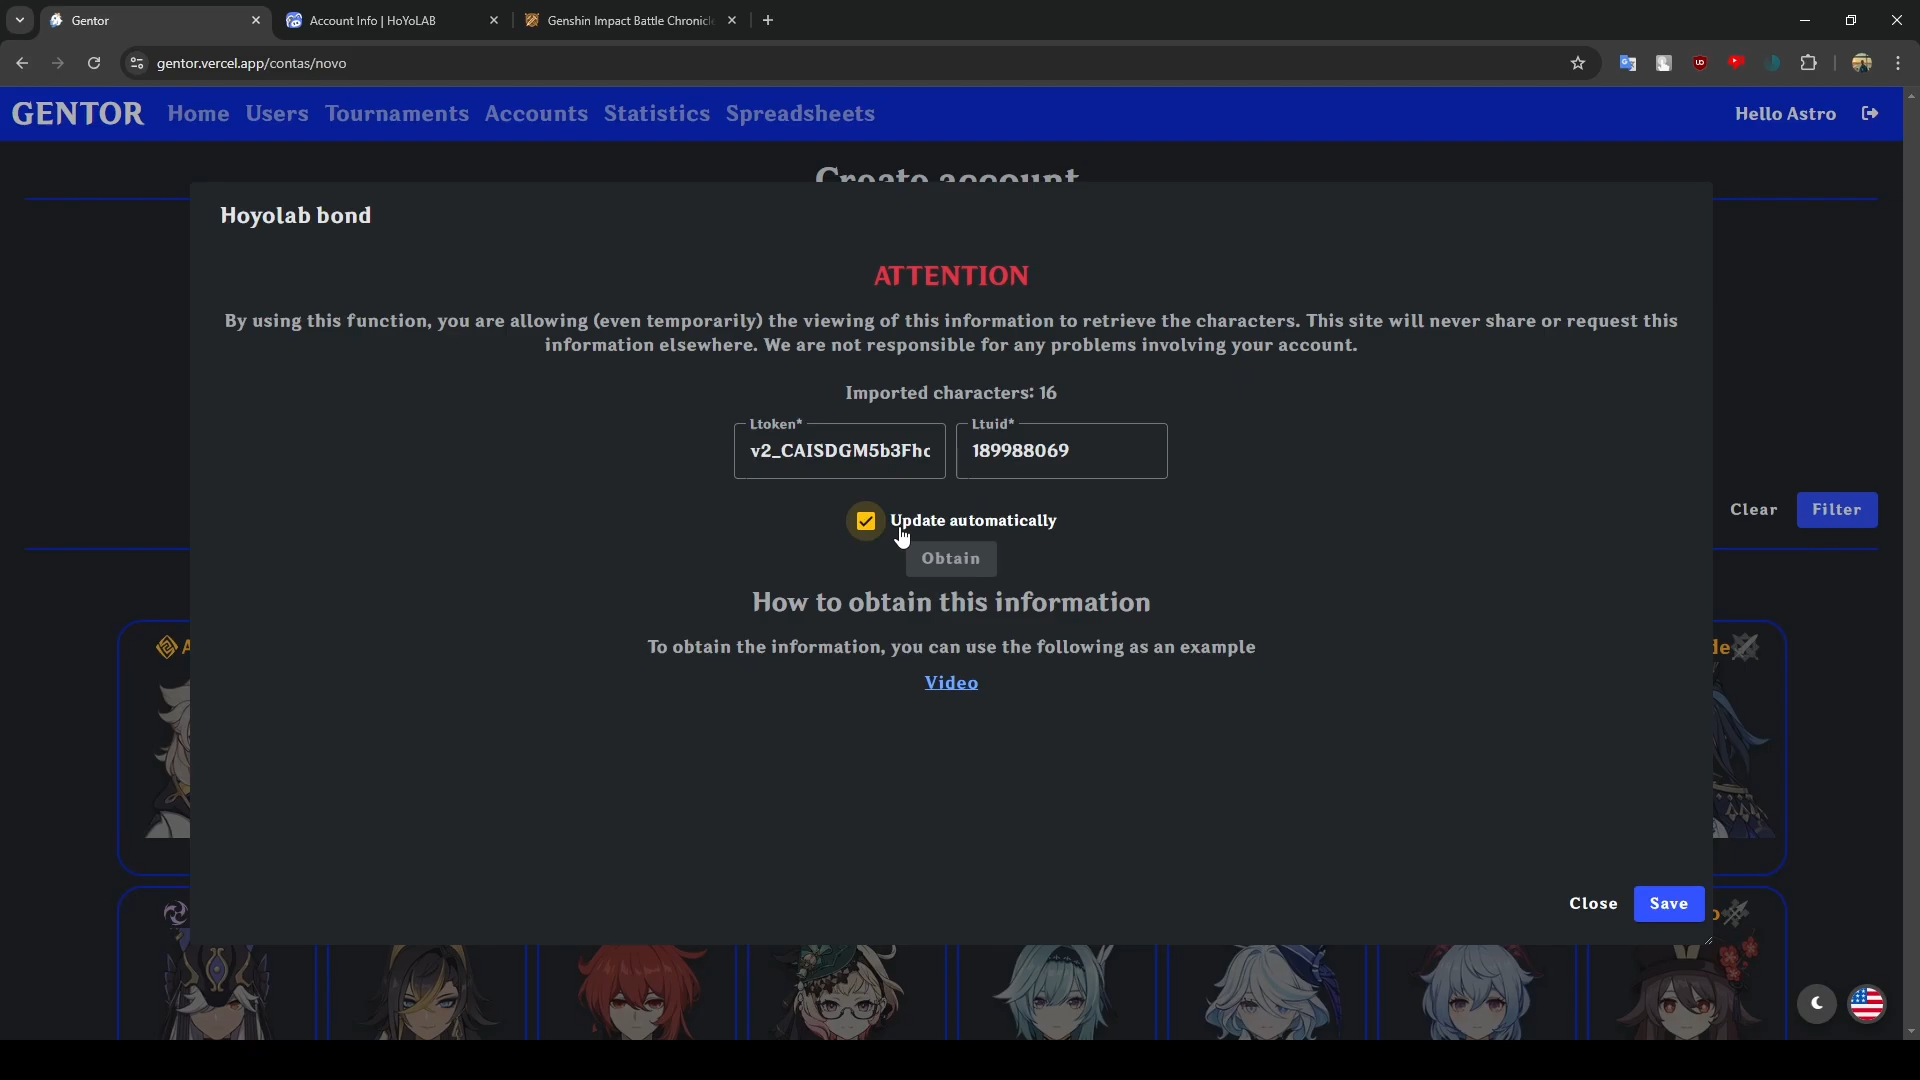 Gentor
Account Info | HoYoLAB
Genshin Impact Battle Chronicle
gentor.vercel.app/contas/novo
GENTOR Home Users Tournaments Accounts Statistics Spreadsheets Hello Astro
Create account
Hoyolab bond
ATTENTION
By using this function, you are allowing (even temporarily) the viewing of this information to retrieve the characters. This site will never share or request this
information elsewhere. We are not responsible for any problems involving your account.
Imported characters: 16
Ltoken* Ltuid*
v2_CAISDGM5b3Fhc 189988069
Clear Filter
Update automatically
Obtain
How to obtain this information
To obtain the information, you can use the following as an example
Video
Close Save